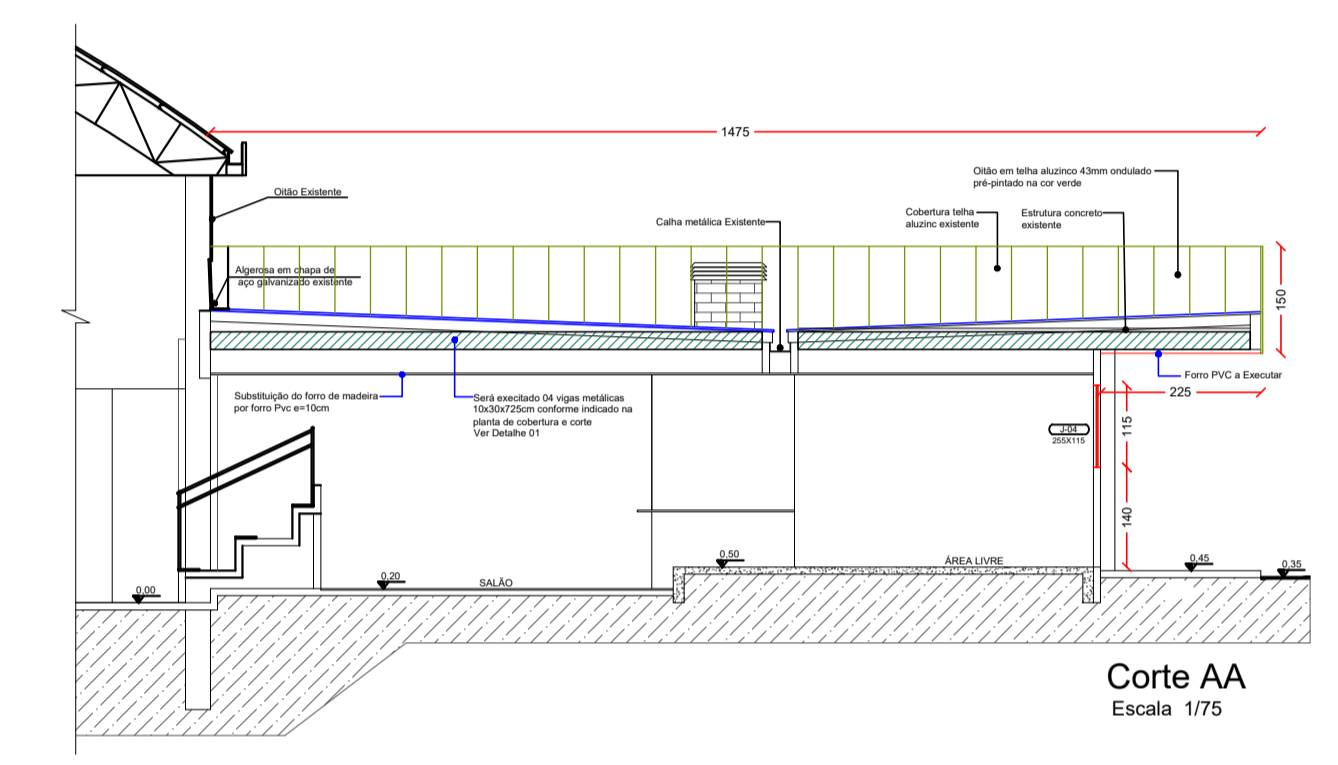 1475
Oitão em telha aluzinco 43mm ondulado
pré-pintado na cor verde
Oitão Existente
Calha metálica Existente
Cobertura telha
aluzinc existente
Estrutura concreto
existente
Algerosa em chapa de
aço galvanizado existente
150
Forro PVC a Executar
225
Substituição do forro de madeira
por forro Pvc e=10cm
Será execitado 04 vigas metálicas
10x30x725cm conforme indicado na
planta de cobertura e corte
Ver Detalhe 01
J-04
255X115
115
140
0,00
0,20
SALÃO
0,50
ÁREA LIVRE
0,45
0,35
Corte AA
Escala 1/75